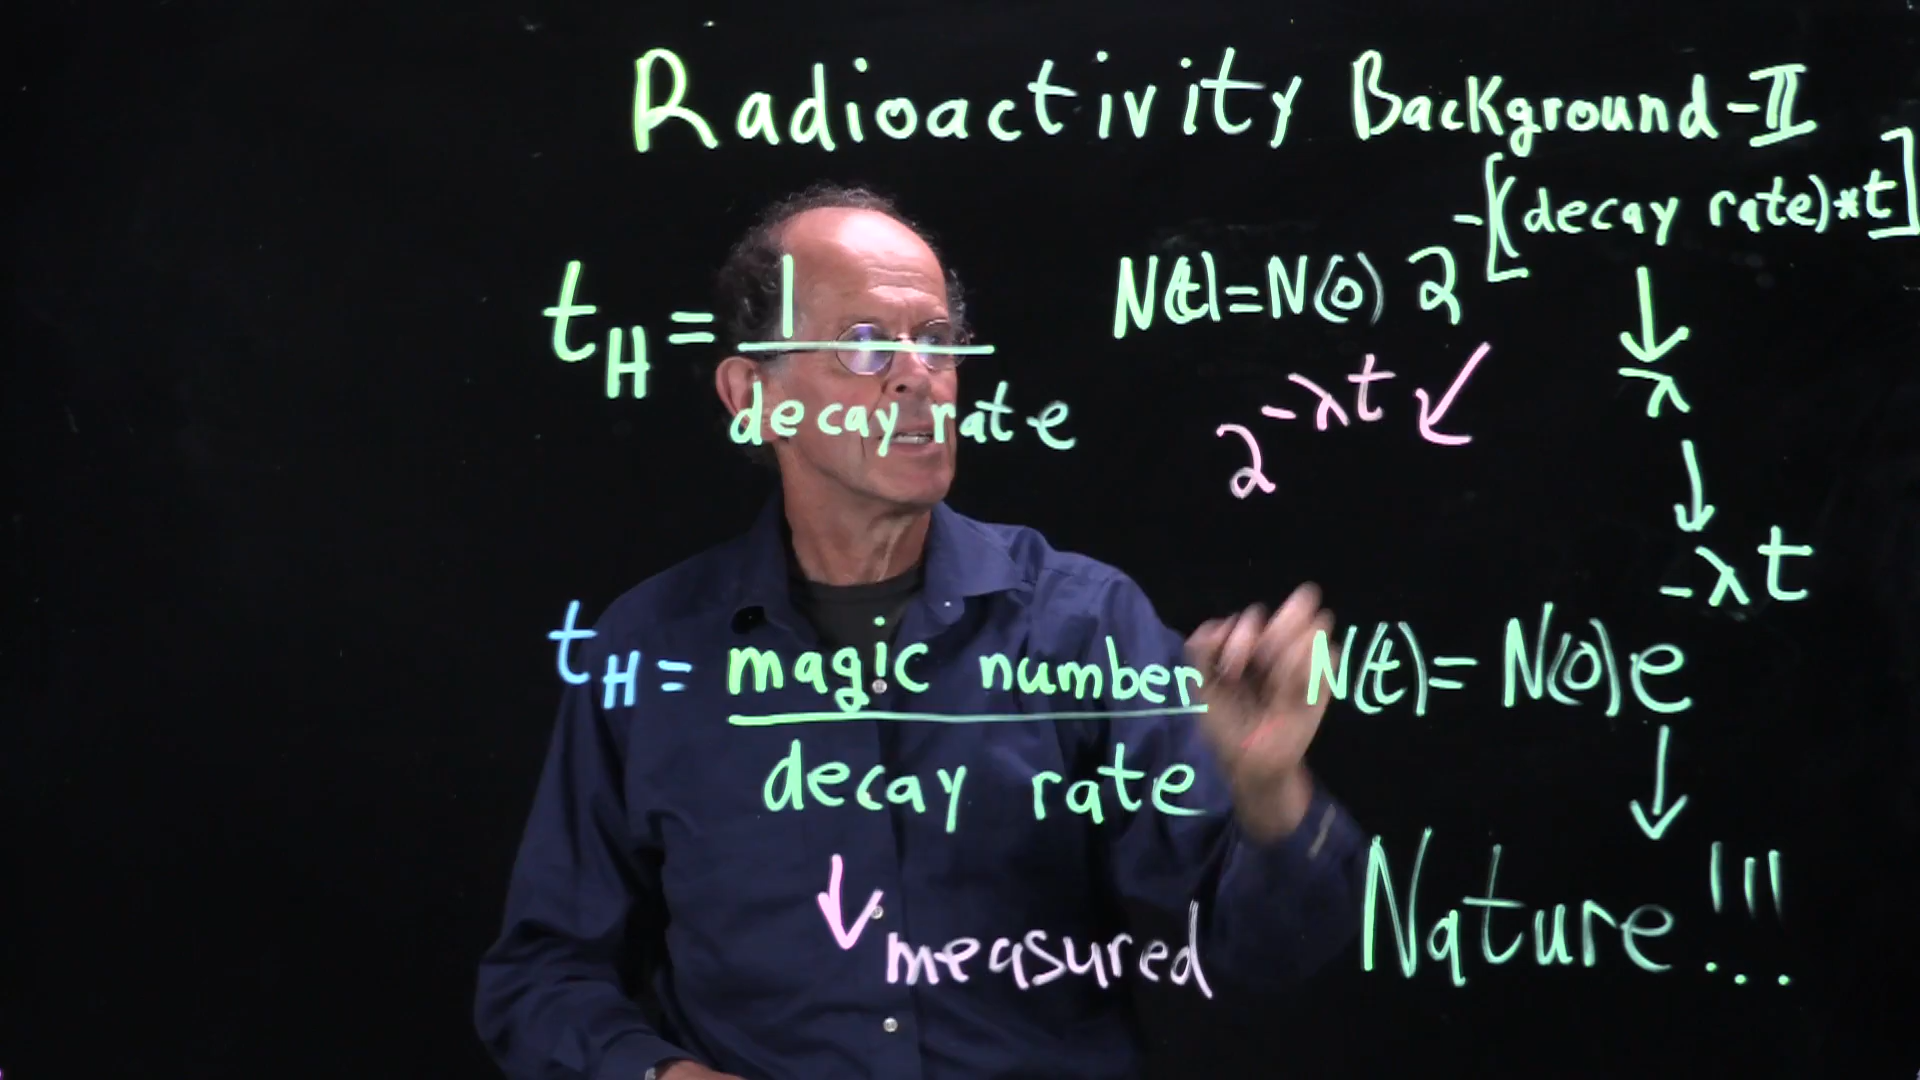 Radioactivity Background-II
t_H = 1 / decay rate
N(t)=N(0) 2^-[(decay rate)*t]
↓
λ
2^-λt ↙
↓
t_H = magic number / decay rate
N(t) = N(0) e^-λt
↓
measured
↓
Nature!!!